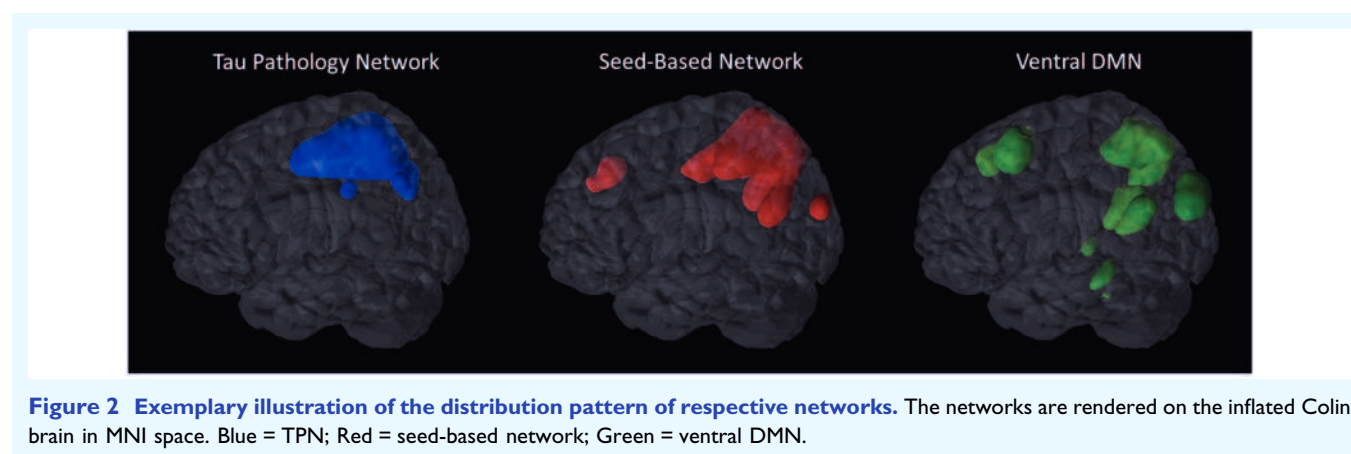 Tau Pathology Network Seed-Based Network Ventral DMN
Figure 2 Exemplary illustration of the distribution pattern of respective networks. The networks are rendered on the inflated Colin
brain in MNI space. Blue = TPN; Red = seed-based network; Green = ventral DMN.